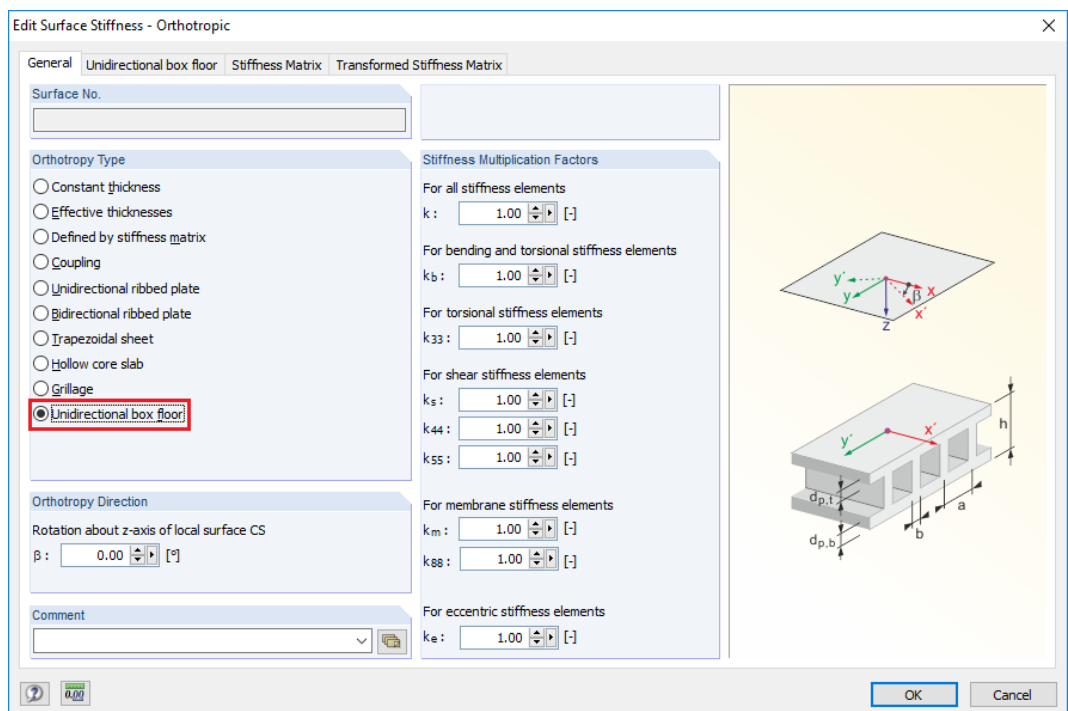 Edit Surface Stiffness - Orthotropic
General
Unidirectional box floor
Stiffness Matrix
Transformed Stiffness Matrix
Surface No.
Orthotropy Type
Constant thickness
Effective thicknesses
Defined by stiffness matrix
Coupling
Unidirectional ribbed plate
Bidirectional ribbed plate
Trapezoidal sheet
Hollow core slab
Grillage
Unidirectional box floor
Orthotropy Direction
Rotation about z-axis of local surface CS
β: 0.00 [°]
Comment
Stiffness Multiplication Factors
For all stiffness elements
k: 1.00 [-]
For bending and torsional stiffness elements
kb: 1.00 [-]
For torsional stiffness elements
k33: 1.00 [-]
For shear stiffness elements
ks: 1.00 [-]
k44: 1.00 [-]
k55: 1.00 [-]
For membrane stiffness elements
km: 1.00 [-]
k88: 1.00 [-]
For eccentric stiffness elements
ke: 1.00 [-]
y´
y
β
x
x´
z
y´
x´
h
dp,t
a
b
dp,b
0.00
OK
Cancel